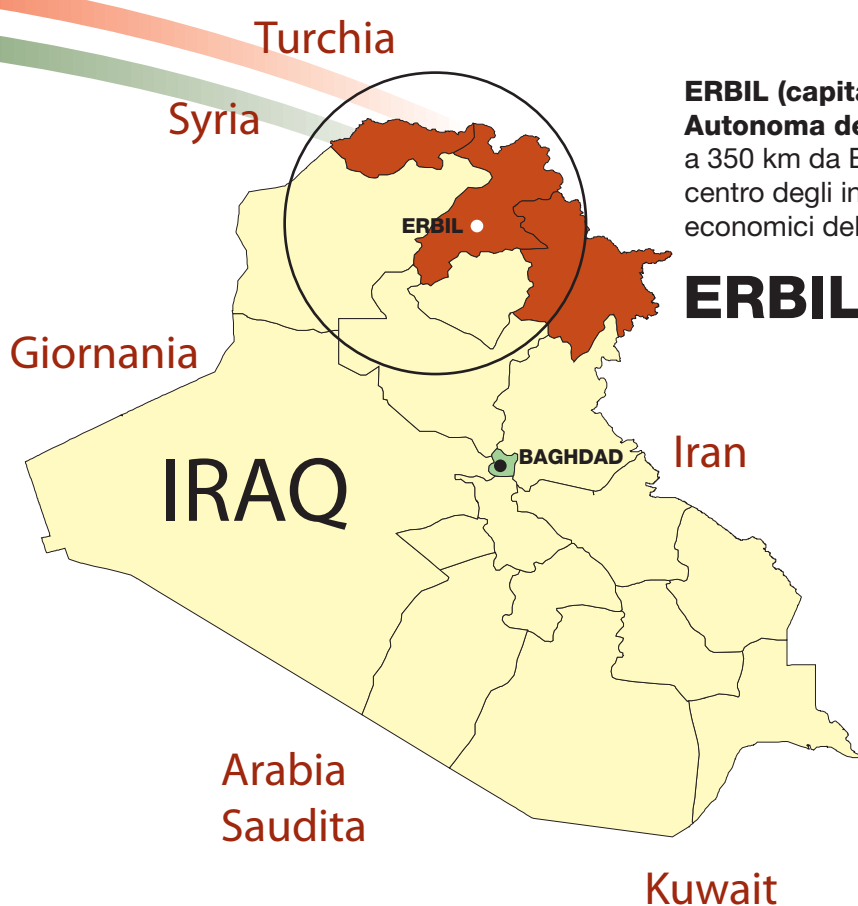 Turchia
Syria
ERBIL (capita
Autonoma de
a 350 km da
centro degli in
economici del
ERBIL
ERBIL
Giornania
BAGHDAD
Iran
IRAQ
Arabia
Saudita
Kuwait